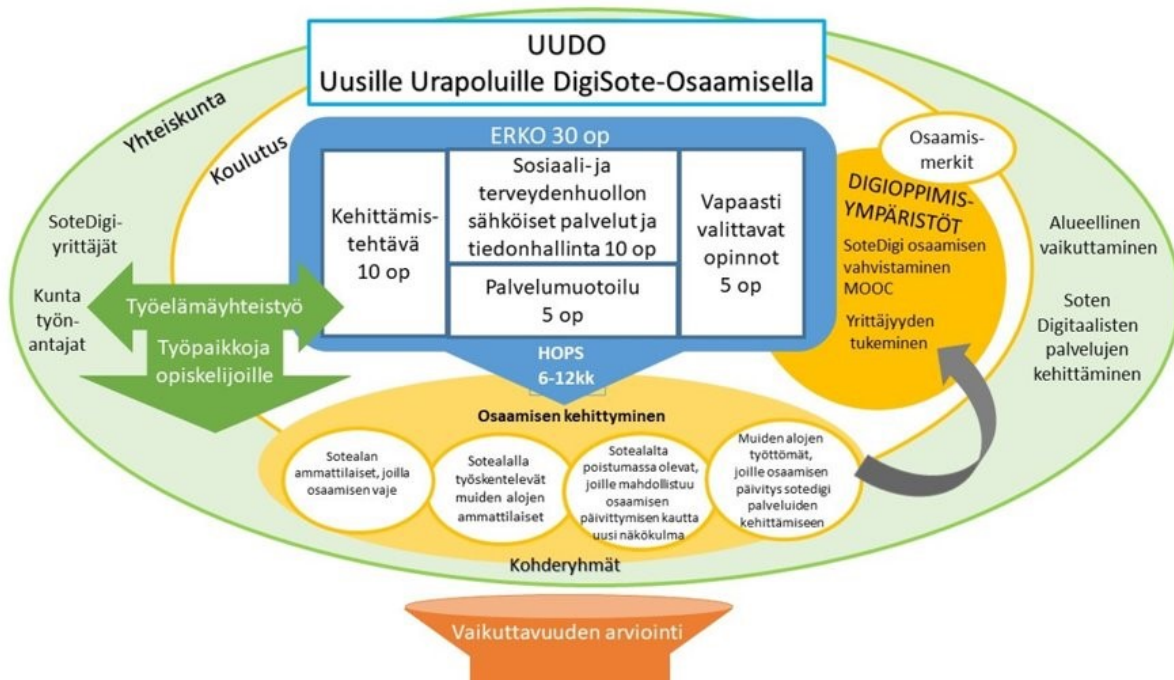 UUDO
Uusille Urapoluille DigiSote-Osaamisella
Yhteiskunta
Koulutus
ERKO 30 op
Kehittämis-
tehtävä
10 op
Sosiaali- ja
terveydenhuollon
sähköiset palvelut ja
tiedonhallinta 10 op
Palvelumuotoilu
5 op
Vapaasti
valittavat
opinnot
5 op
Osaamis-
merkit
DIGIOPPIMIS-
YMPÄRISTÖT
SoteDigi osaamisen
vahvistaminen
MOOC
Yrittäjyyden
tukeminen
SoteDigi-
yrittäjät
Kunta
työn-
antajat
Työelämäyhteistyö
Työpaikkoja
opiskelijoille
Alueellinen
vaikuttaminen
Soten
Digitaalisten
palvelujen
kehittäminen
HOPS
6-12kk
Osaamisen kehittyminen
Sotealan
ammattilaiset, joilla
osaamisen vaje
Sotealalla
työskentelevät
muiden alojen
ammattilaiset
Sotealalta
poistumassa olevat,
joille mahdollistuu
osaamisen
päivittymisen kautta
uusi näkökulma
Muiden alojen
työttömät,
joille osaamisen
päivitys sotedigi
palveluiden
kehittämiseen
Kohderyhmät
Vaikuttavuuden arviointi